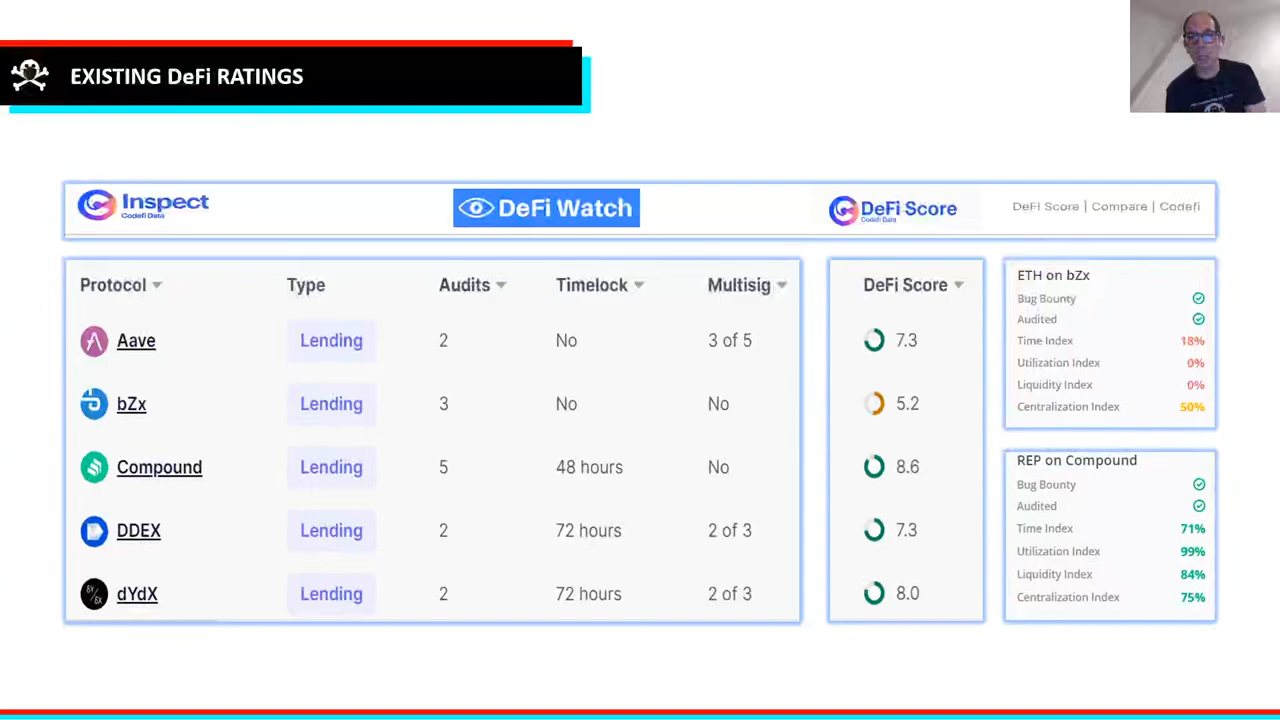 EXISTING DeFi RATINGS
Inspect
Codefi Data
DeFi Watch
DeFi Score
Codefi Data
DeFi Score | Compare | Codefi
Protocol Type Audits Timelock Multisig DeFi Score
Aave Lending 2 No 3 of 5 7.3
bZx Lending 3 No No 5.2
Compound Lending 5 48 hours No 8.6
DDEX Lending 2 72 hours 2 of 3 7.3
dYdX Lending 2 72 hours 2 of 3 8.0
ETH on bZx
Bug Bounty
Audited
Time Index 18%
Utilization Index 0%
Liquidity Index 0%
Centralization Index 50%
REP on Compound
Bug Bounty
Audited
Time Index 71%
Utilization Index 99%
Liquidity Index 84%
Centralization Index 75%